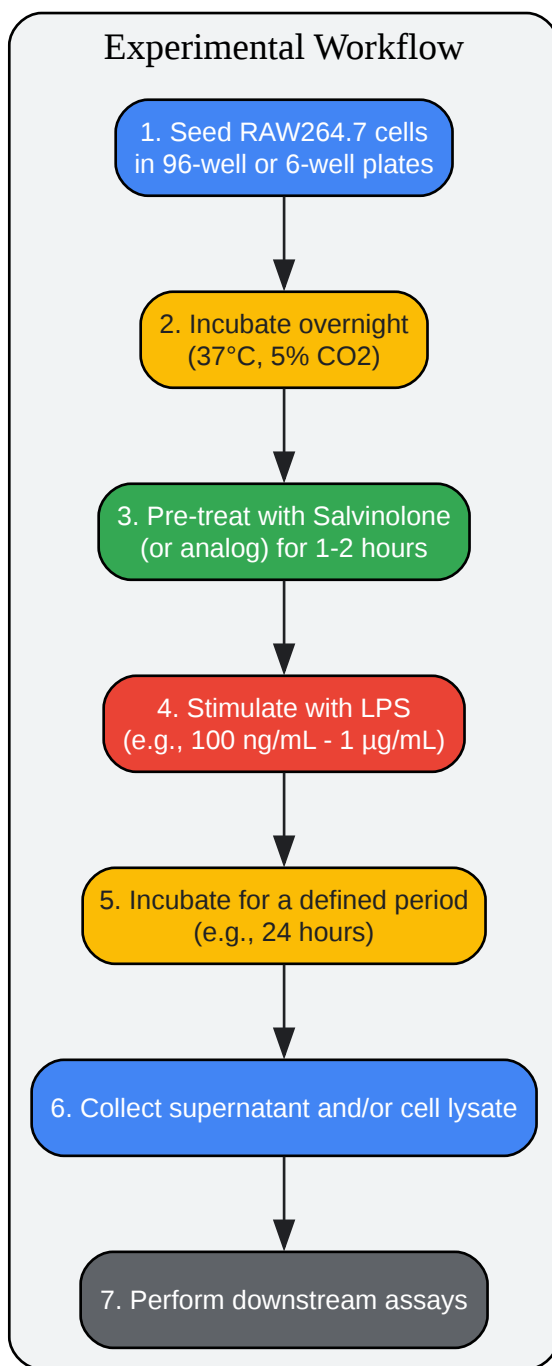 Experimental Workflow
1. Seed RAW264.7 cells
in 96-well or 6-well plates
2. Incubate overnight
(37°C, 5% CO2)
3. Pre-treat with Salvinolone
(or analog) for 1-2 hours
4. Stimulate with LPS
(e.g., 100 ng/mL - 1 µg/mL)
5. Incubate for a defined period
(e.g., 24 hours)
6. Collect supernatant and/or cell lysate
7. Perform downstream assays